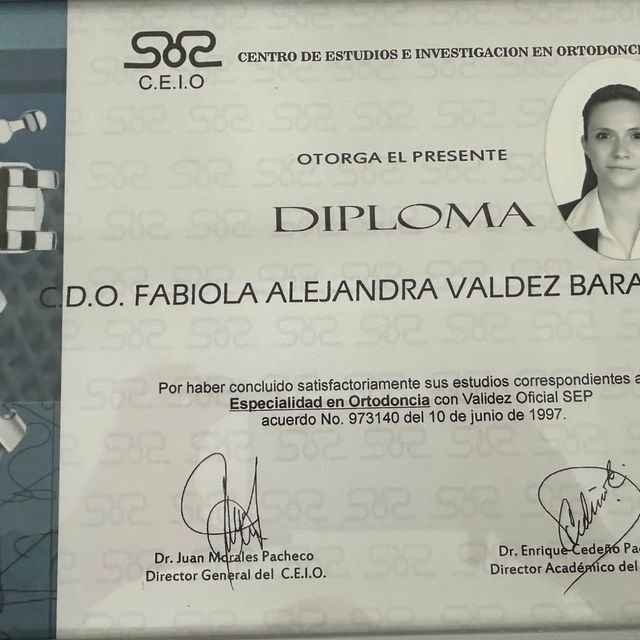 CENTRO DE ESTUDIOS E INVESTIGACION EN ORTODONCI
C.E.I.O
OTORGA EL PRESENTE
DIPLOMA
C.D.O. FABIOLA ALEJANDRA VALDEZ BARA
Por haber concluido satisfactoriamente sus estudios correspondientes a
Especialidad en Ortodoncia con Validez Oficial SEP
acuerdo No. 973140 del 10 de junio de 1997.
Dr. Juan Morales Pacheco
Director General del C.E.I.O.
Dr. Enrique Cedeño Pa
Director Académico del